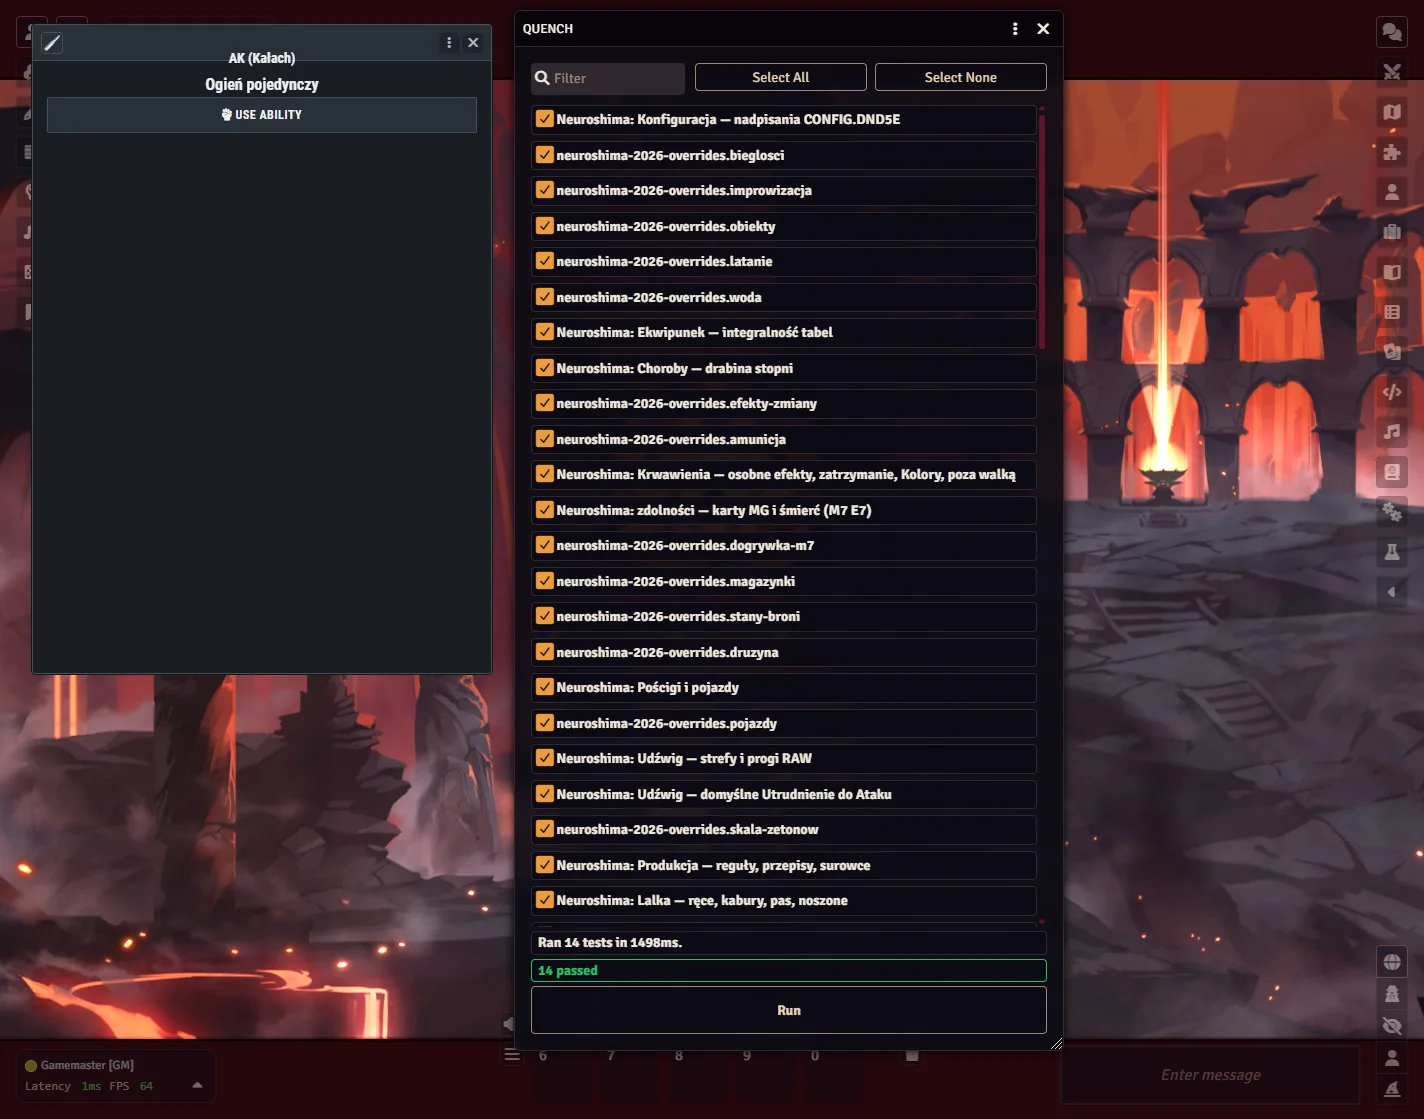 AK (Kałach)
Ogień pojedynczy
USE ABILITY
QUENCH
Filter
Select All
Select None
Neuroshima: Konfiguracja — nadpisania CONFIG.DND5E
neuroshima-2026-overrides.bieglosci
neuroshima-2026-overrides.improwizacja
neuroshima-2026-overrides.obiekty
neuroshima-2026-overrides.latanie
neuroshima-2026-overrides.woda
Neuroshima: Ekwipunek — integralność tabel
Neuroshima: Choroby — drabina stopni
neuroshima-2026-overrides.efekty-zmiany
neuroshima-2026-overrides.amunicja
Neuroshima: Krwawienia — osobne efekty, zatrzymanie, Kolory, poza walką
Neuroshima: zdolności — karty MG i śmierć (M7 E7)
neuroshima-2026-overrides.dogrywka-m7
neuroshima-2026-overrides.magazynki
neuroshima-2026-overrides.stany-broni
neuroshima-2026-overrides.druzyna
Neuroshima: Pościgi i pojazdy
neuroshima-2026-overrides.pojazdy
Neuroshima: Udźwig — strefy i progi RAW
Neuroshima: Udźwig — domyślne Utrudnienie do Ataku
neuroshima-2026-overrides.skala-zetonow
Neuroshima: Produkcja — reguły, przepisy, surowce
Neuroshima: Lalka — ręce, kabury, pas, noszone
Ran 14 tests in 1498ms.
14 passed
Run
6 7 8 9 0
Gamemaster [GM]
Latency 1ms FPS 64
Enter message